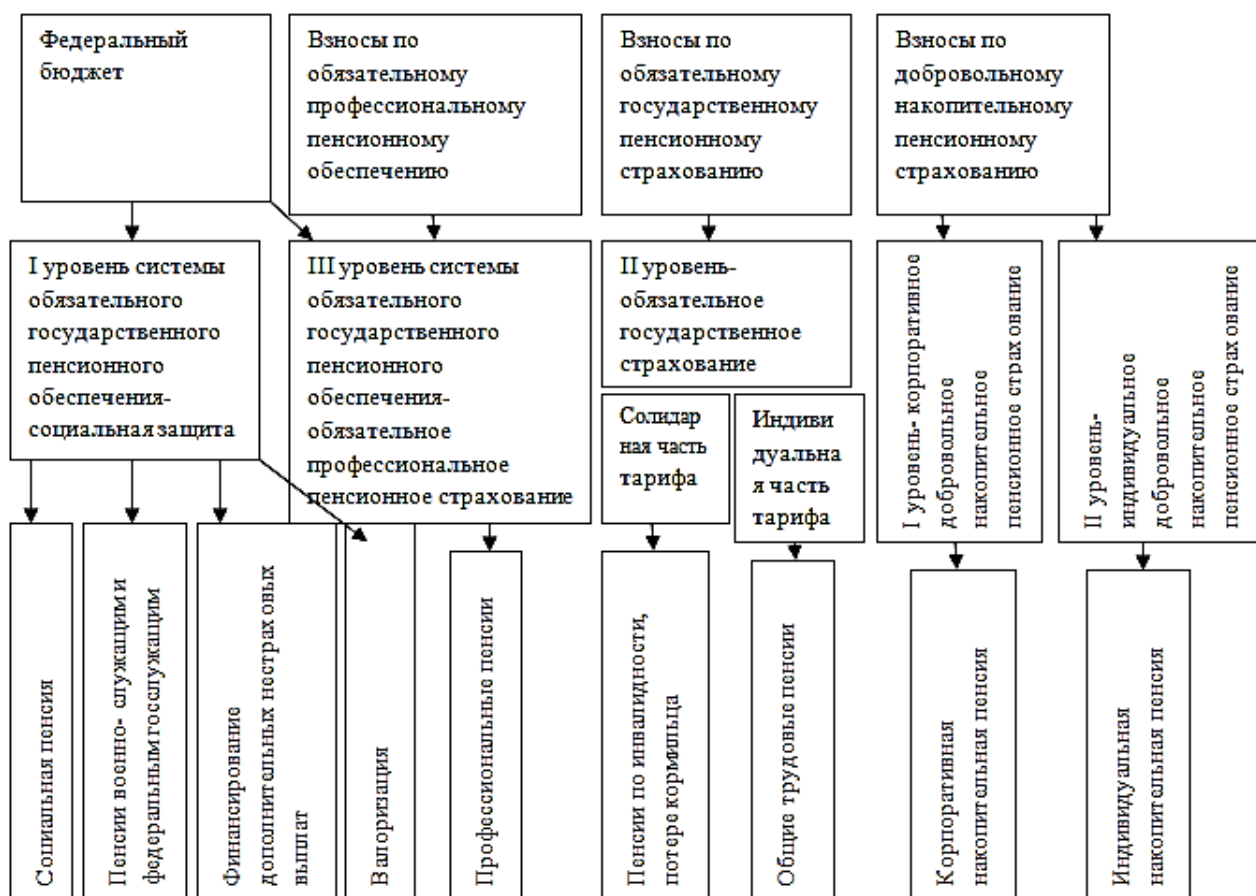 Федеральный
бюджет
Взносы по
обязательному
профессиональному
пенсионному
обеспечению
Взносы по
обязательному
государственному
пенсионному
страхованию
Взносы по
добровольному
накопительному
пенсионному
страхованию
I уровень системы
обязательного
государственного
пенсионного
обеспечения-
социальная защита
III уровень системы
обязательного
государственного
пенсионного
обеспечения-
обязательное
профессиональное
пенсионное страхование
II уровень-
обязательное
государственное
страхование
Солидар
ная часть
тарифа
Индиви
дуальна
я часть
тарифа
I уровень- корпоративное
добровольное
накопительное
пенсионное страхование
II уровень-
индивидуальное
добровольное
накопительное
пенсионное страхование
Социальная пенсия
Пенсии военно- служащим и
федеральным госслужащим
Финансирование
дополнительных нестраховых
выплат
Валоризация
Профессиональные пенсии
Пенсии по инвалидности,
потере кормильца
Общие трудовые пенсии
Корпоративная
накопительная пенсия
Индивидуальная
накопительная пенсия